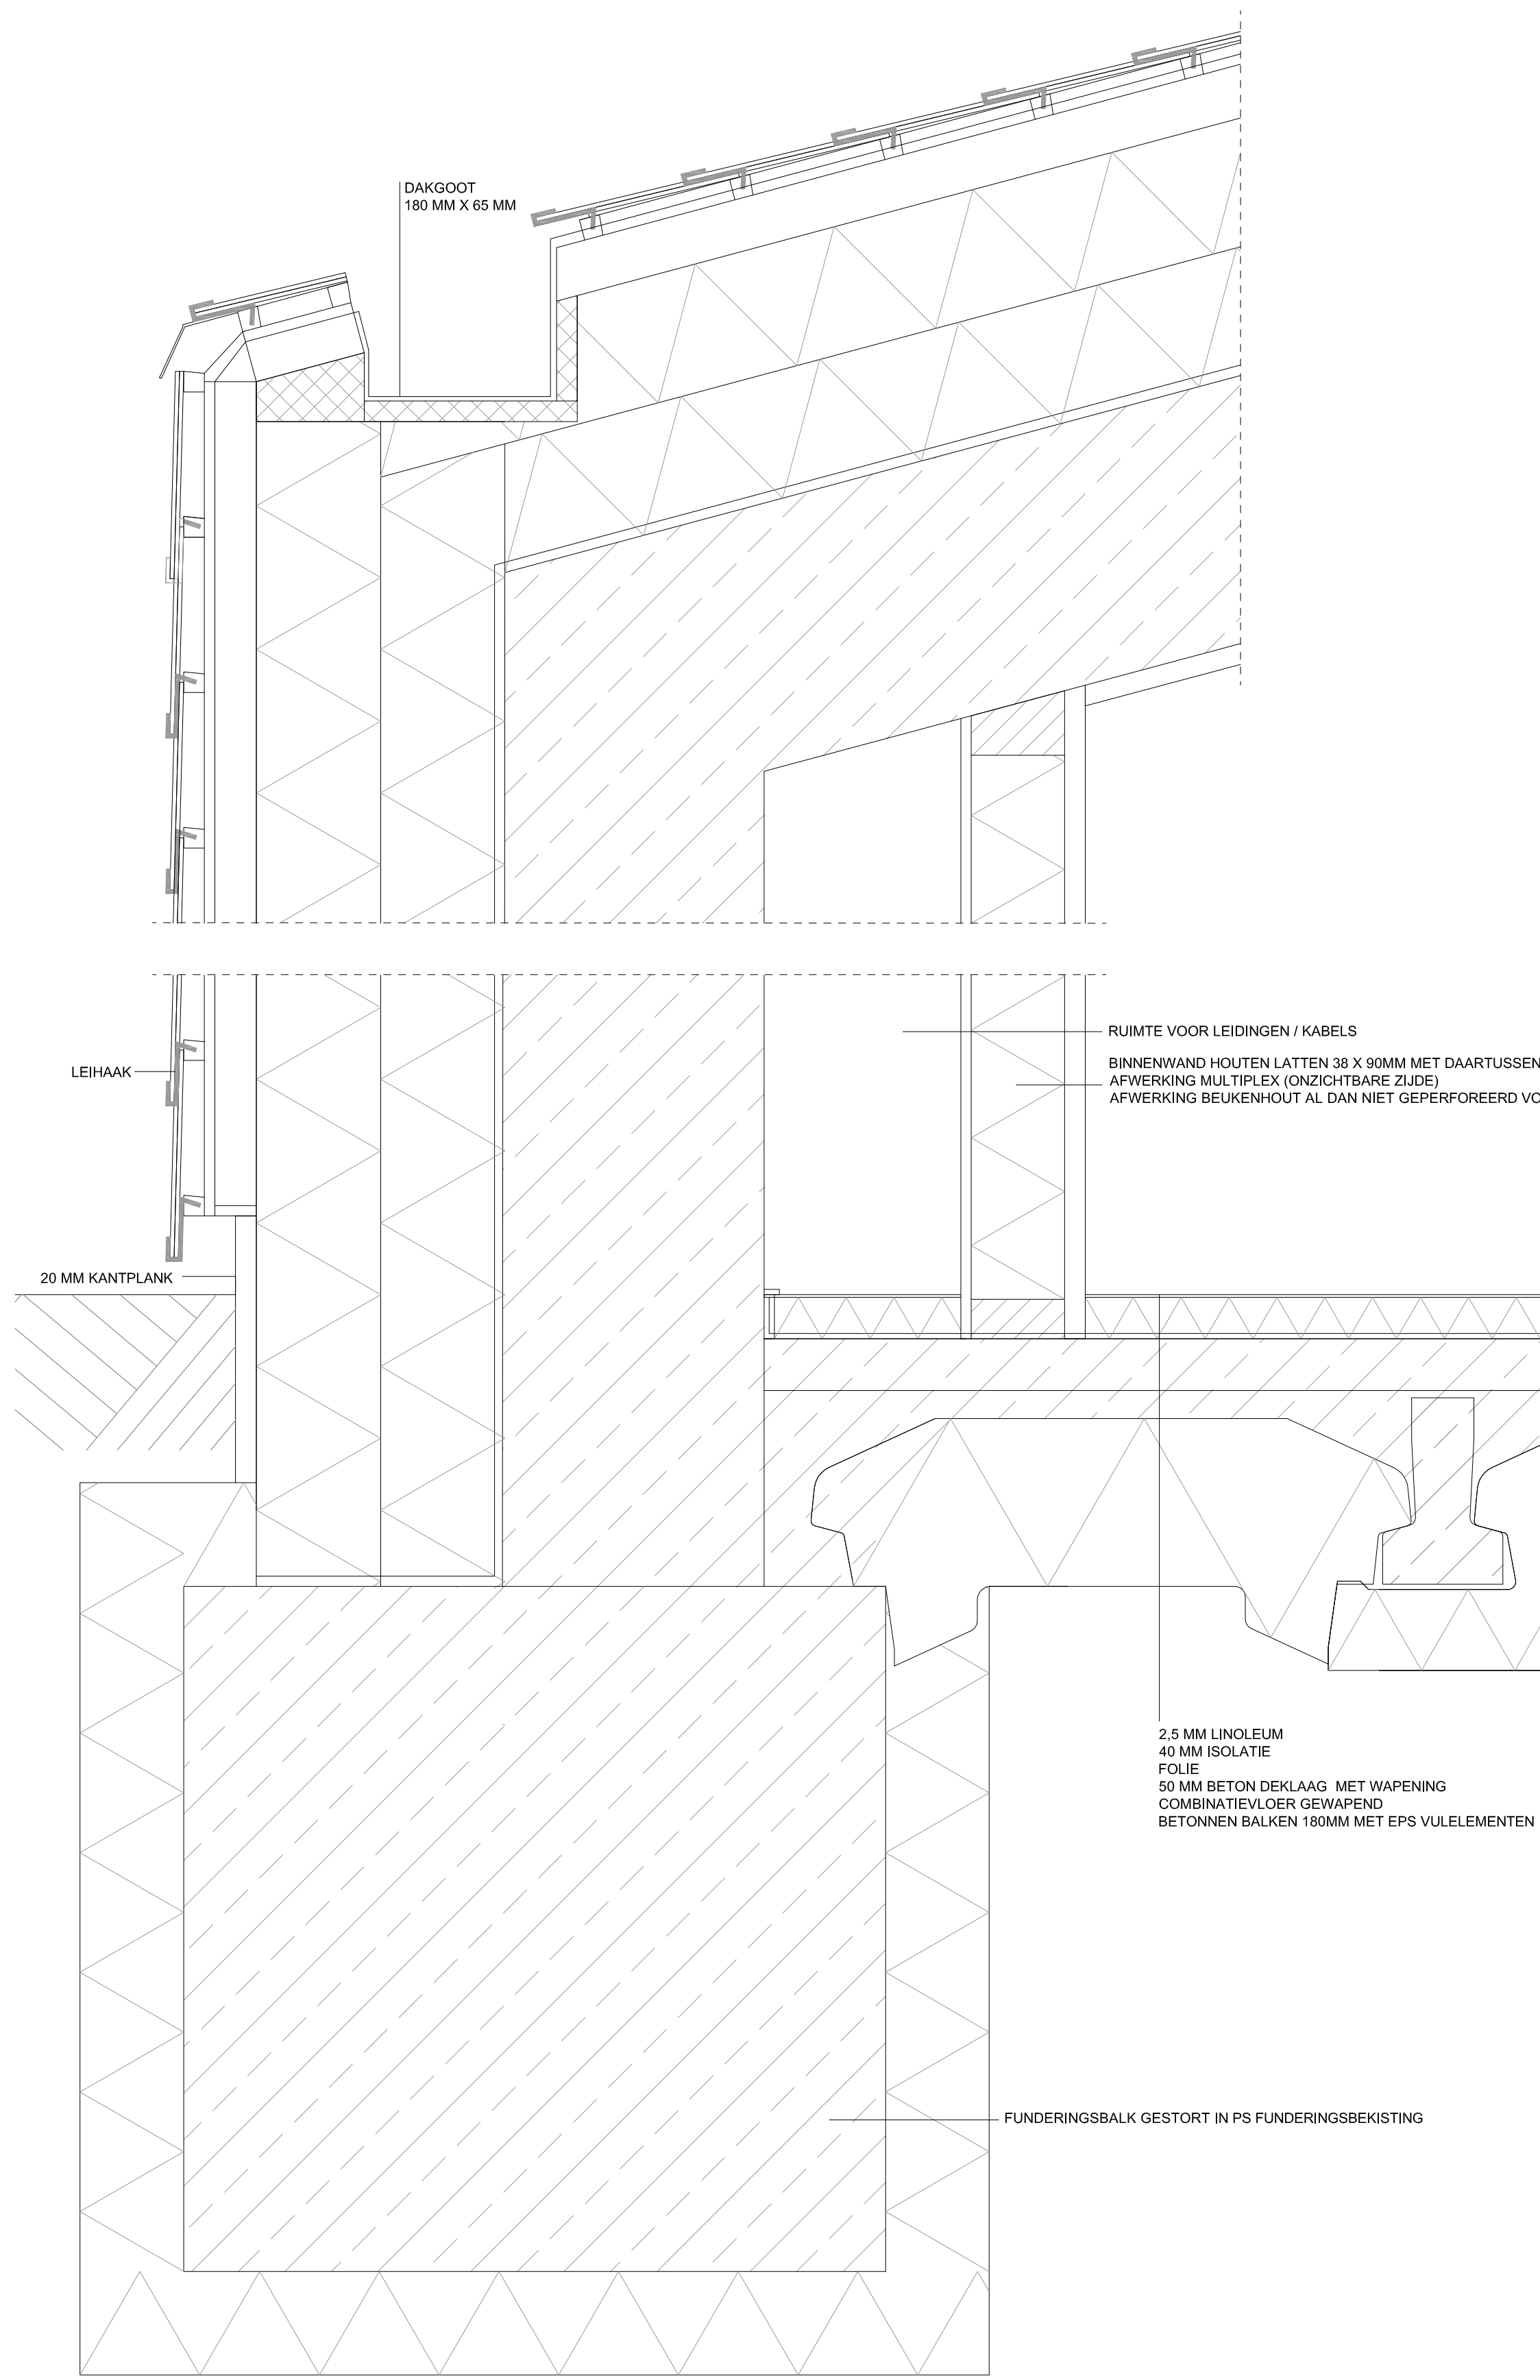 DAKGOOT
180 MM X 65 MM
RUIMTE VOOR LEIDINGEN / KABELS
BINNENWAND HOUTEN LATTEN 38 X 90MM MET DAARTUSSEN
AFWERKING MULTIPLEX (ONZICHTBARE ZIJDE)
AFWERKING BEUKENHOUT AL DAN NIET GEPERFOREERD VO
LEIHAAK
20 MM KANTPLANK
2,5 MM LINOLEUM
40 MM ISOLATIE
FOLIE
50 MM BETON DEKLAAG MET WAPENING
COMBINATIEVLOER GEWAPEND
BETONNEN BALKEN 180MM MET EPS VULELEMENTEN
FUNDERINGSBALK GESTORT IN PS FUNDERINGSBEKISTING